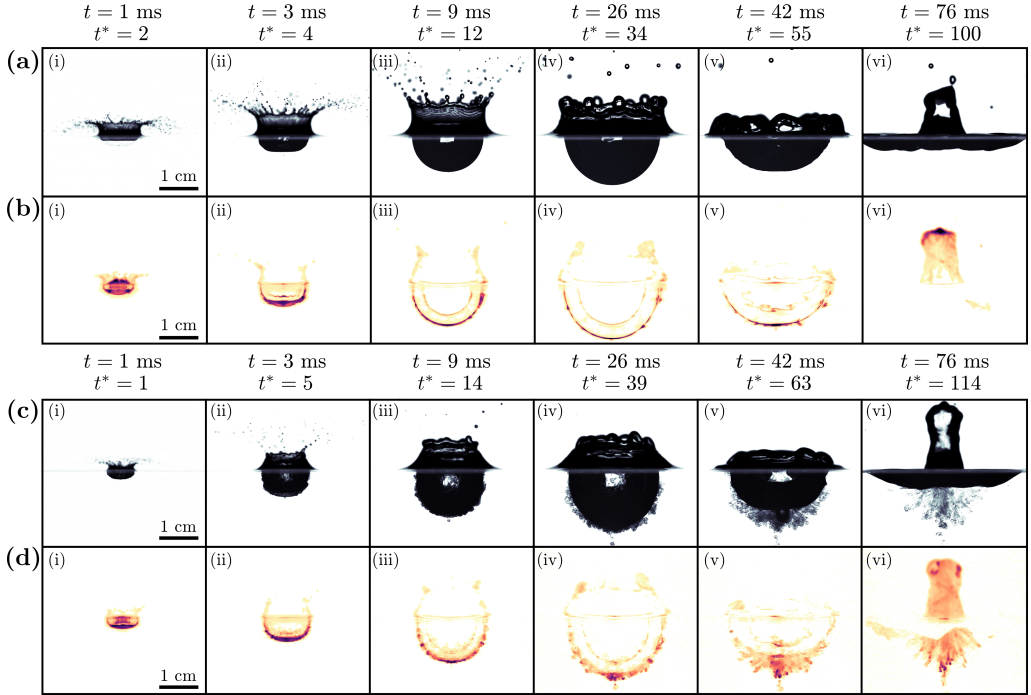 t = 1 ms t = 3 ms t = 9 ms t = 26 ms t = 42 ms t = 76 ms
t* = 2 t* = 4 t* = 12 t* = 34 t* = 55 t* = 100
(a) (i) (ii) (iii) (iv) (v) (vi)
1 cm
(b) (i) (ii) (iii) (iv) (v) (vi)
1 cm
t = 1 ms t = 3 ms t = 9 ms t = 26 ms t = 42 ms t = 76 ms
t* = 1 t* = 5 t* = 14 t* = 39 t* = 63 t* = 114
(c) (i) (ii) (iii) (iv) (v) (vi)
1 cm
(d) (i) (ii) (iii) (iv) (v) (vi)
1 cm